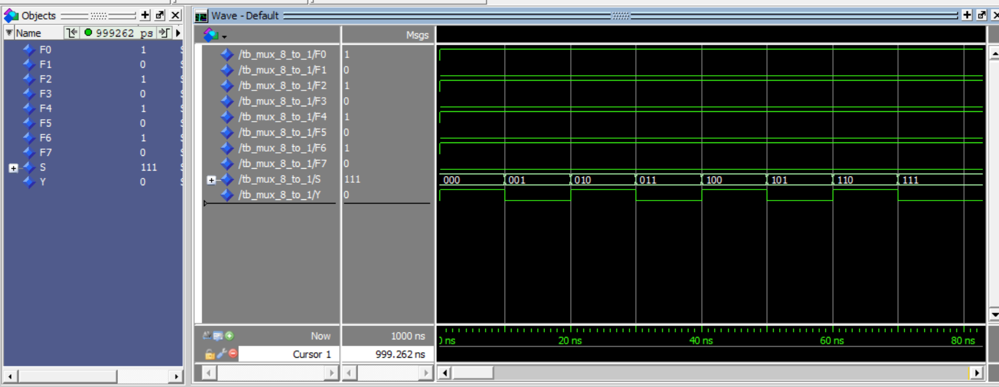 Objects
Name 999262 ps
F0 1
F1 0
F2 1
F3 0
F4 1
F5 0
F6 1
F7 0
S 111
Y 0
Wave - Default
Msgs
/tb_mux_8_to_1/F0 1
/tb_mux_8_to_1/F1 0
/tb_mux_8_to_1/F2 1
/tb_mux_8_to_1/F3 0
/tb_mux_8_to_1/F4 1
/tb_mux_8_to_1/F5 0
/tb_mux_8_to_1/F6 1
/tb_mux_8_to_1/F7 0
/tb_mux_8_to_1/S 111 000 001 010 011 100 101 110 111
/tb_mux_8_to_1/Y 0
Now 1000 ns
ns 20 ns 40 ns 60 ns 80 ns
Cursor 1 999.262 ns